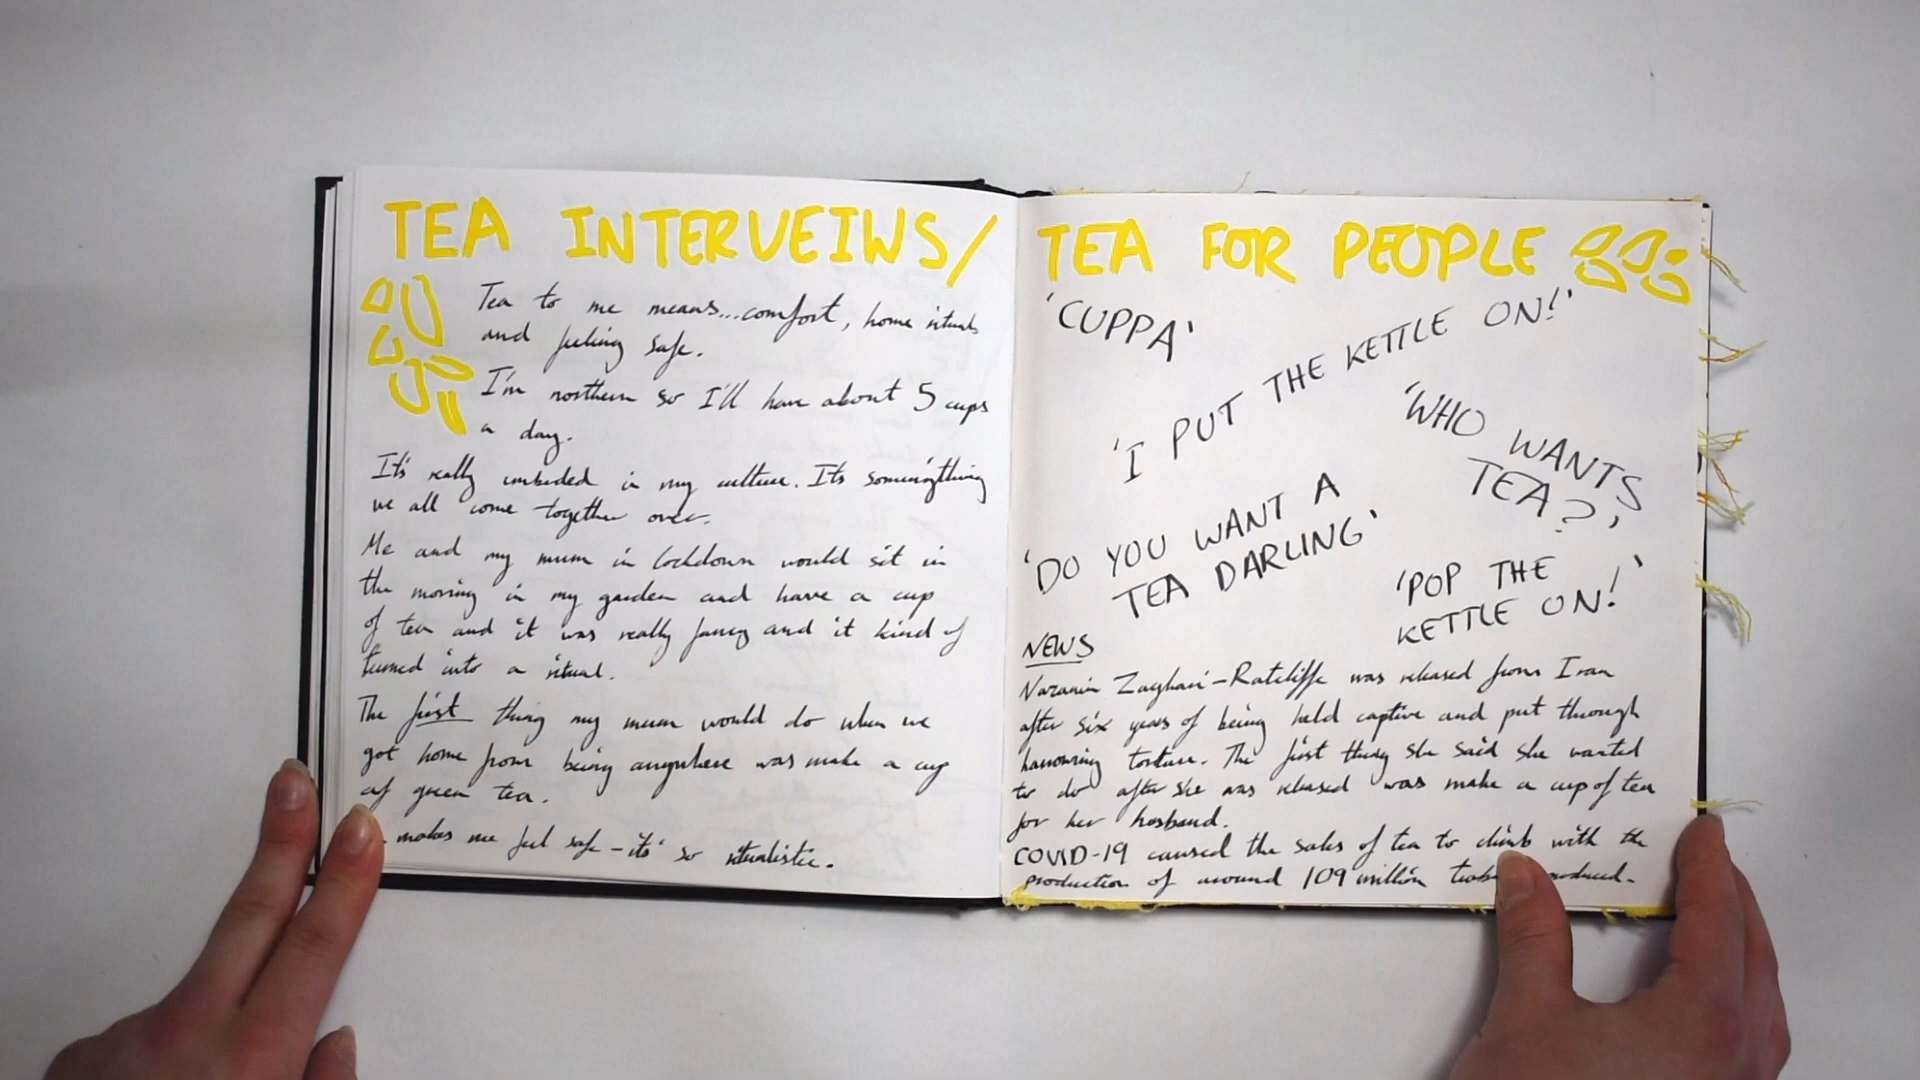 TEA INTERVEIWS/
Tea to me means...comfort, home rituals
and feeling safe.
I'm northern so I'll have about 5 cups
a day.
It's really imbeded in my culture. It's something
we all come together over.
Me and my mum in lockdown would sit in
the morning in my garden and have a cup
of tea and it was really fancy and it kind of
turned into a ritual.
The first thing my mum would do when we
got home from being anywhere was make a cup
of green tea.
makes me feel safe - it's so ritualistic.
TEA FOR PEOPLE
'CUPPA'
'I PUT THE KETTLE ON!'
'WHO WANTS
TEA?'
'DO YOU WANT A
TEA DARLING'
'POP THE
KETTLE ON!'
NEWS
Nazanin Zaghari-Ratcliffe was released from Iran
after six years of being held captive and put through
torture. The first thing she said she wanted
to do after she was released was make a cup of tea
for her husband.
COVID-19 caused the sales of tea to climb with the
production of around 109 million